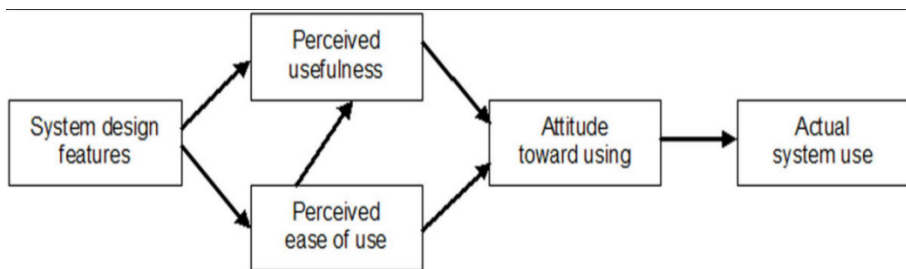 Perceived
usefulness
System design
features
Attitude
toward using
Actual
system use
Perceived
ease of use